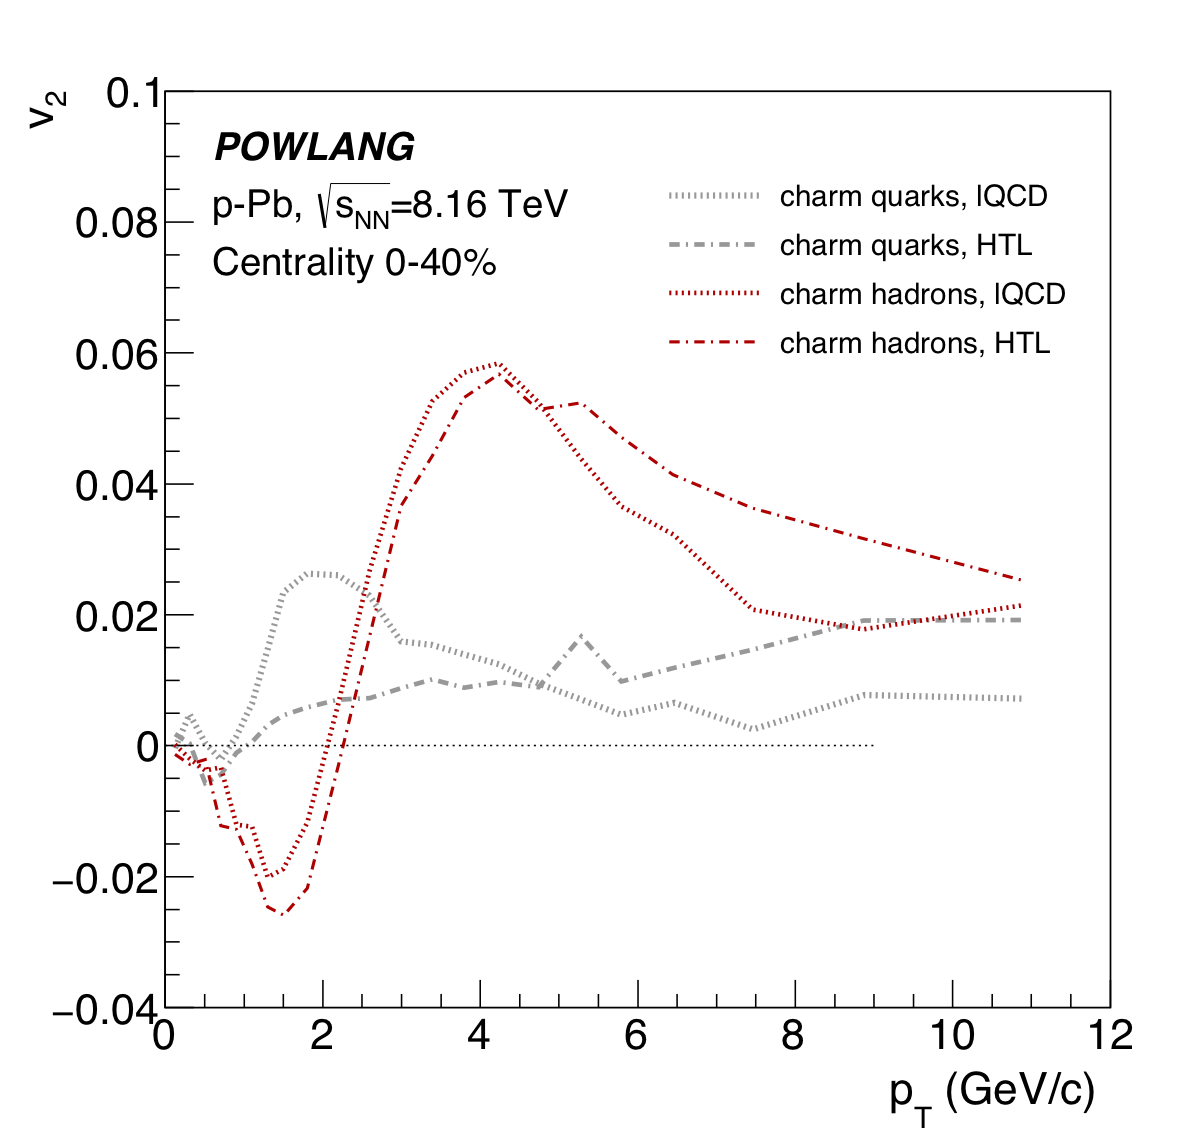 v2
0.1
0.08
0.06
0.04
0.02
0
−0.02
−0.04
POWLANG
p-Pb, √sNN=8.16 TeV
Centrality 0-40%
charm quarks, lQCD
charm quarks, HTL
charm hadrons, lQCD
charm hadrons, HTL
0 2 4 6 8 10 12
pT (GeV/c)